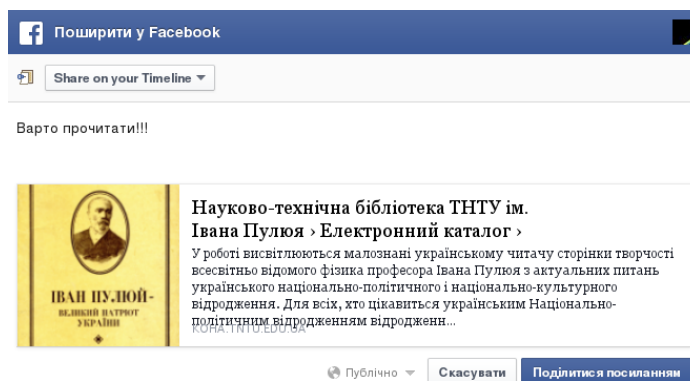 Поширити у Facebook
Share on your Timeline
Варто прочитати!!!
ІВАН ПУЛЮЙ-
ВЕЛИКИЙ ПАТРІОТ
УКРАЇНИ
Науково-технічна бібліотека ТНТУ ім.
Івана Пулюя › Електронний каталог ›
У роботі висвітлюються малознані українському читачу сторінки творчості
всесвітньо відомого фізика професора Івана Пулюя з актуальних питань
українського національно-політичного і національно-культурного
відродження. Для всіх, хто цікавиться українським Національно-
політичним відродженням відродженн...
KOHA.TNTU.EDU.UA
Публічно
Скасувати
Поділитися посиланням